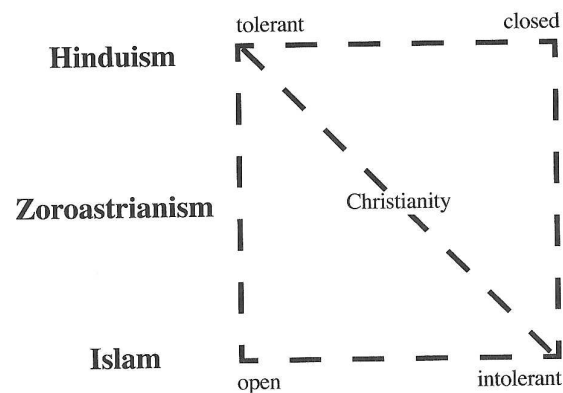 tolerant
closed
Hinduism
Zoroastrianism
Christianity
Islam
open
intolerant